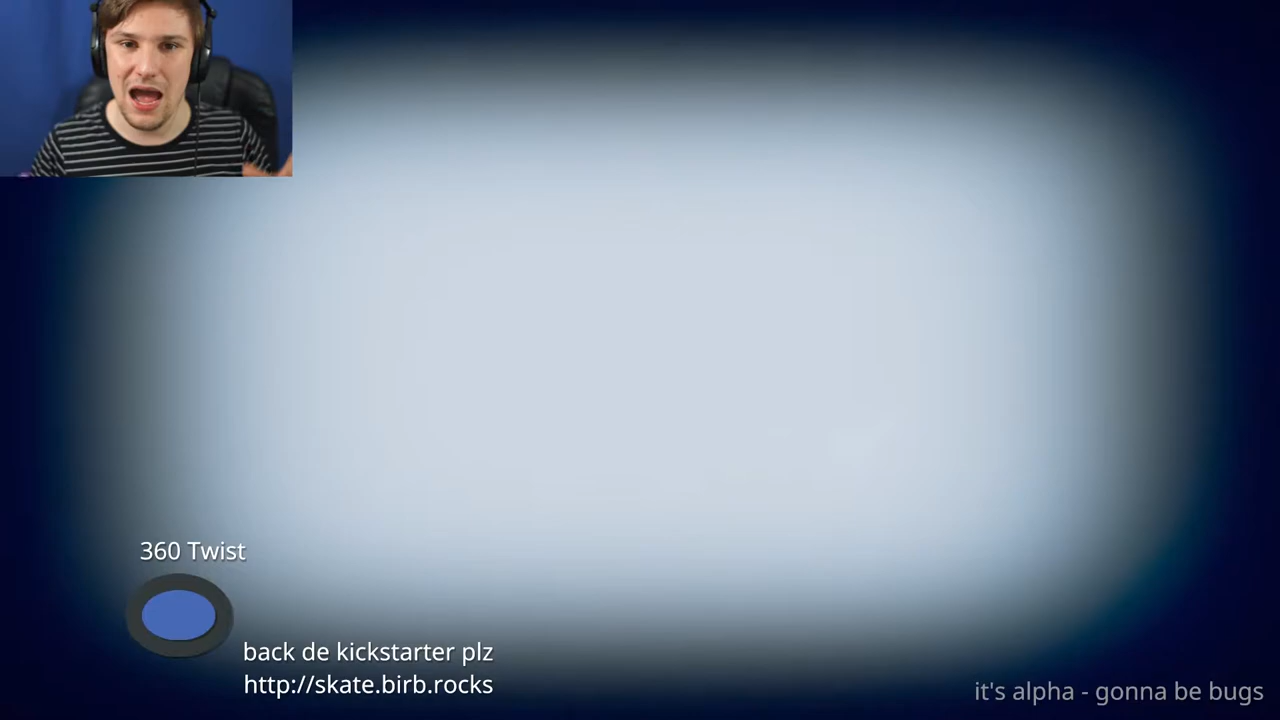 360 Twist
back de kickstarter plz
http://skate.birb.rocks
it's alpha - gonna be bugs